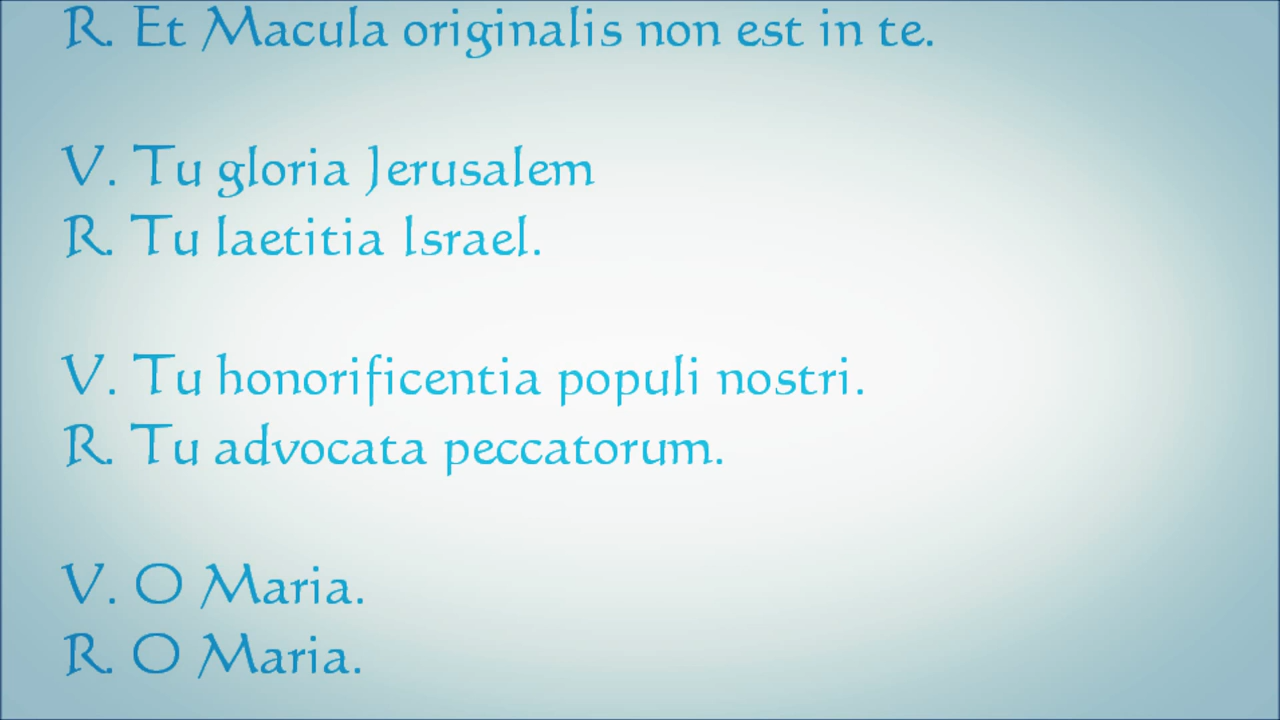 R. Et Macula originalis non est in te.
V. Tu gloria Jerusalem
R. Tu laetitia Israel.
V. Tu honorificentia populi nostri.
R. Tu advocata peccatorum.
V. O Maria.
R. O Maria.